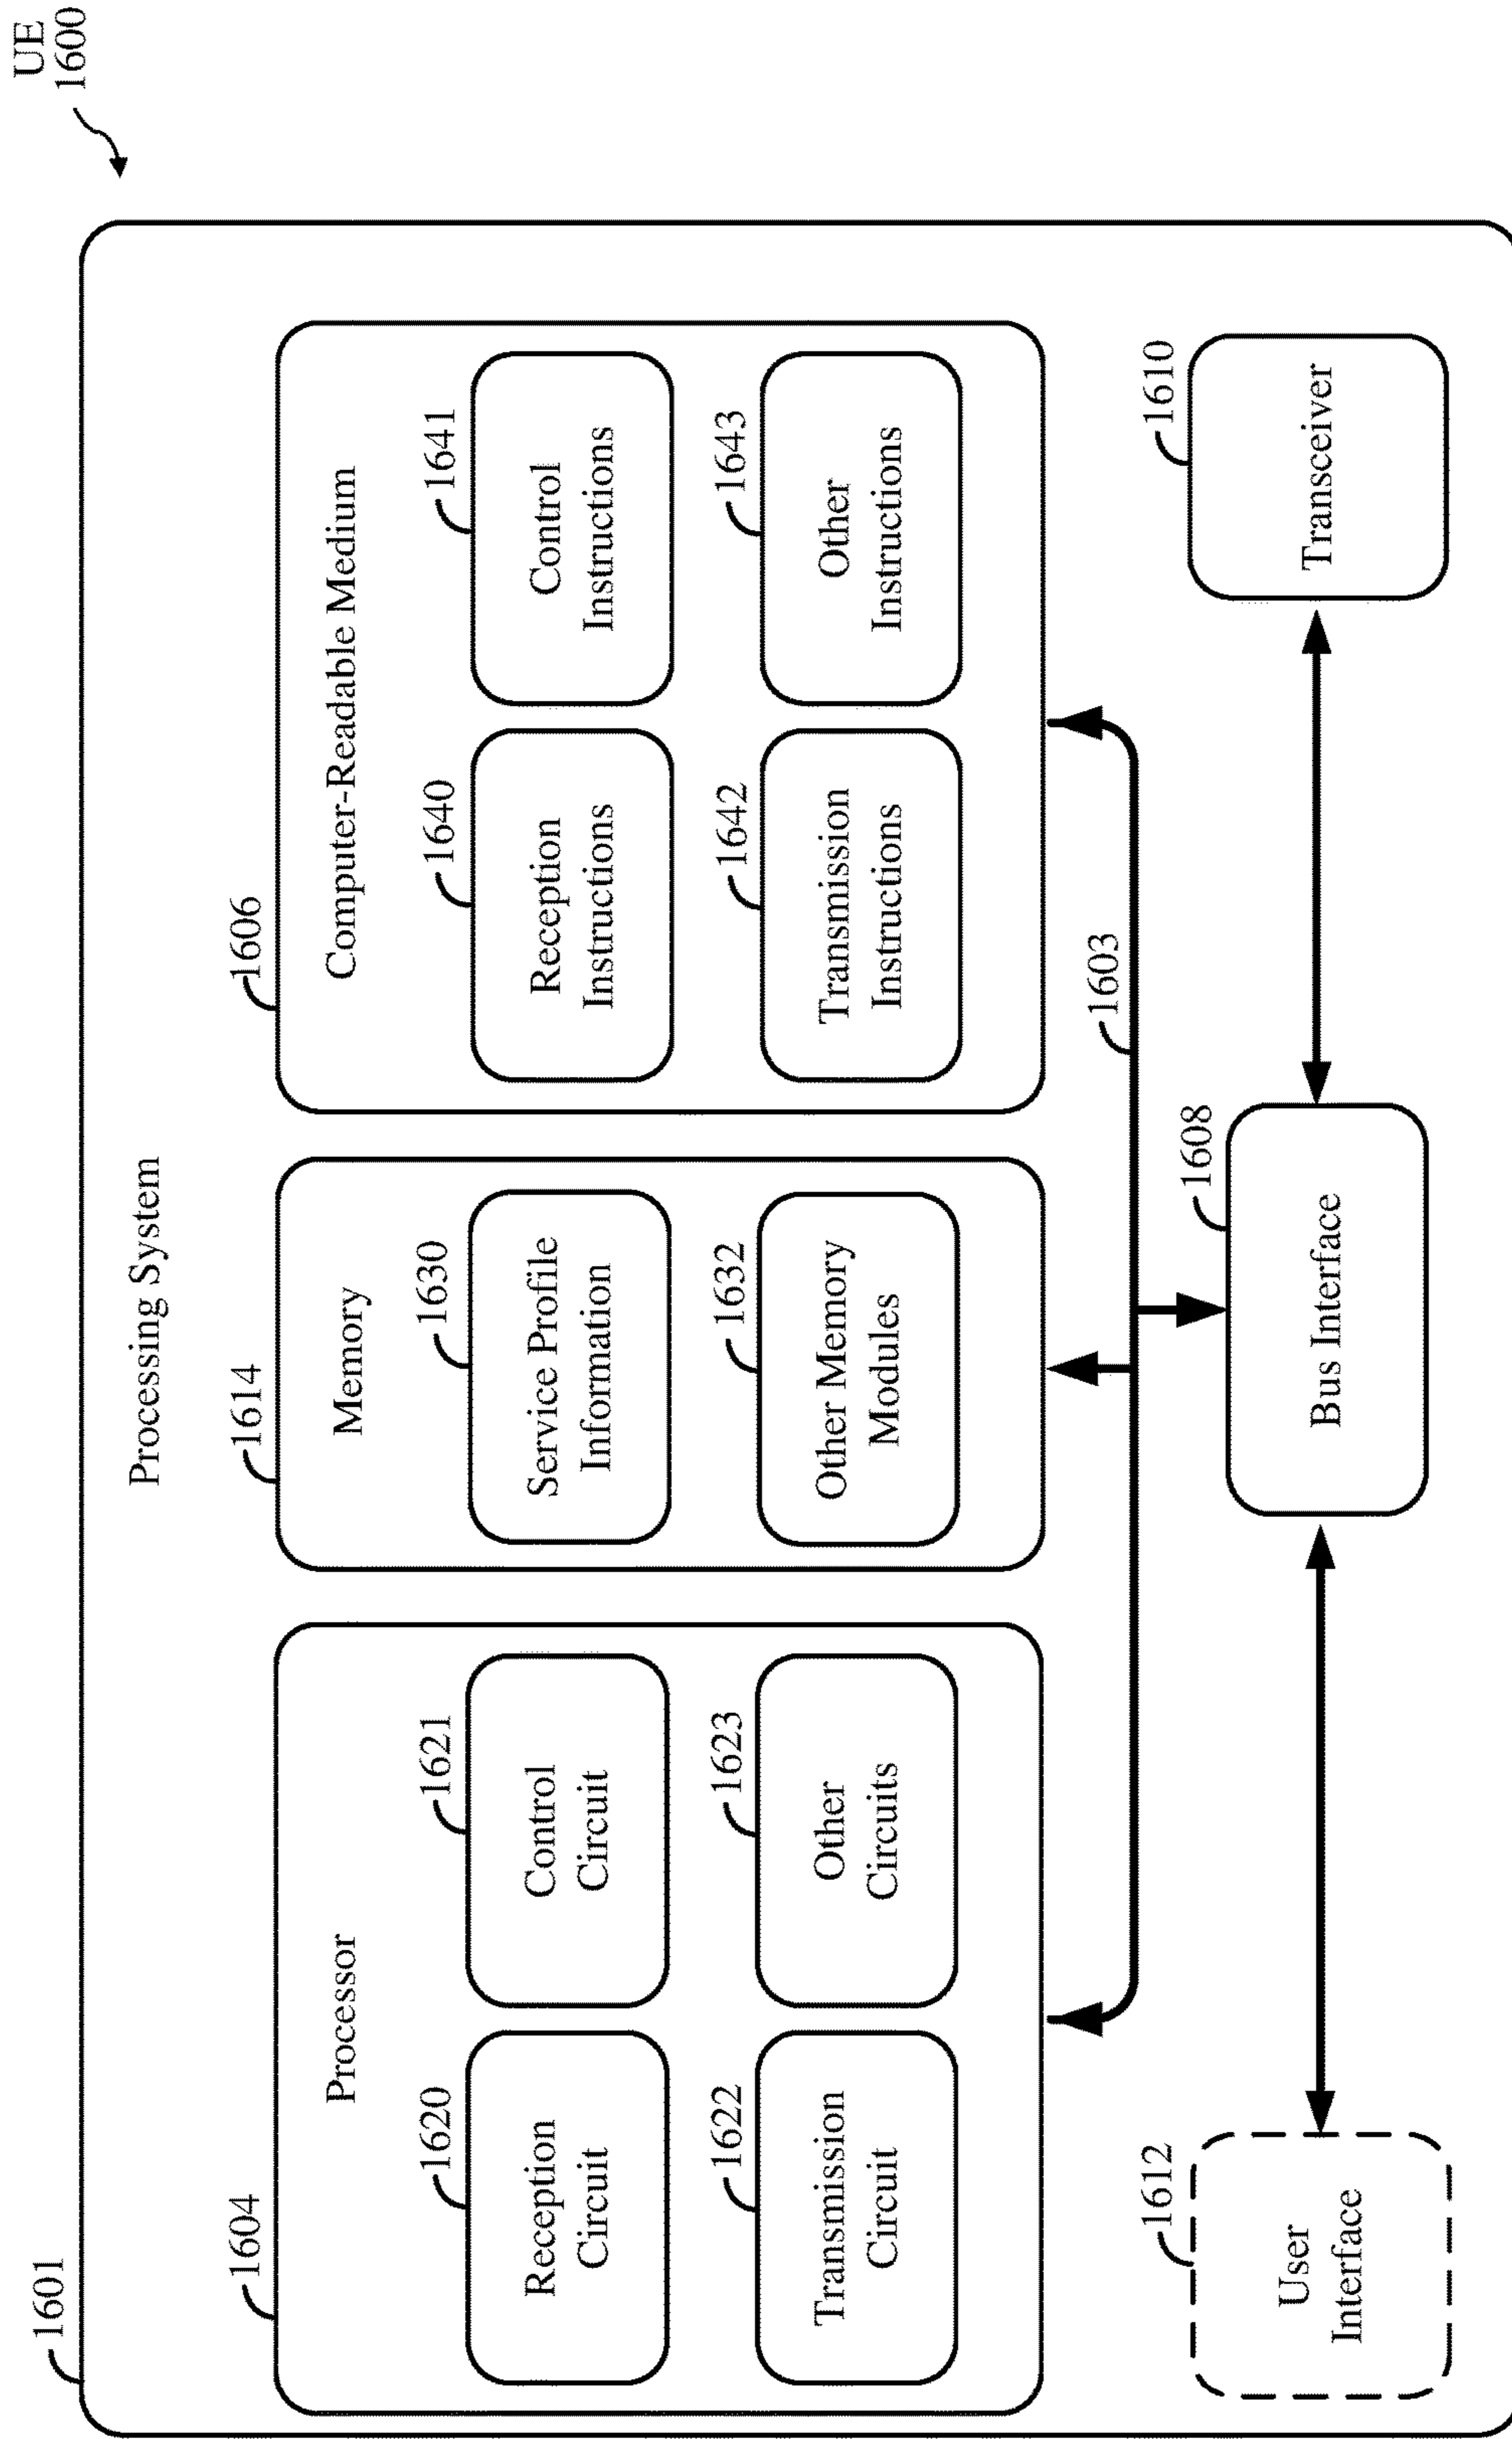 UE
1600
1601
Processing System
1604
Processor
1620
Reception
Circuit
1621
Control
Circuit
1622
Transmission
Circuit
1623
Other
Circuits
1614
Memory
1630
Service Profile
Information
1632
Other Memory
Modules
1606
Computer-Readable Medium
1640
Reception
Instructions
1641
Control
Instructions
1642
Transmission
Instructions
1643
Other
Instructions
1603
1612
User
Interface
1608
Bus Interface
1610
Transceiver